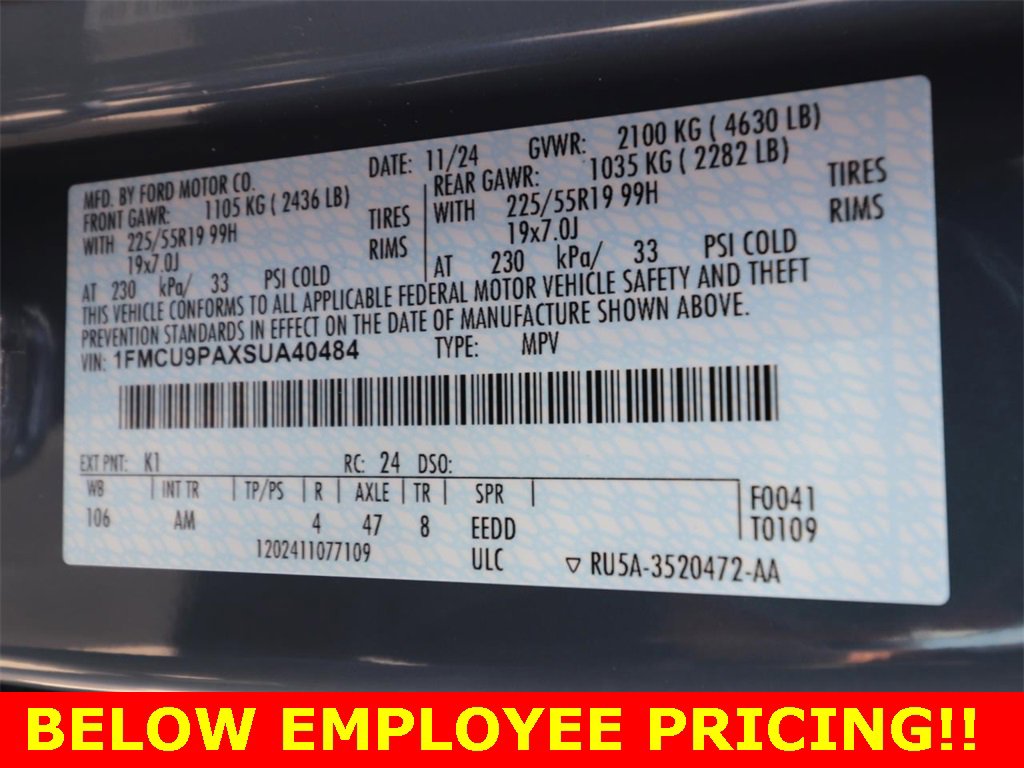 MFD. BY FORD MOTOR CO. DATE: 11/24 GVWR: 2100 KG ( 4630 LB)
FRONT GAWR: 1105 KG ( 2436 LB) REAR GAWR: 1035 KG ( 2282 LB)
WITH 225/55R19 99H TIRES WITH 225/55R19 99H TIRES
19x7.0J RIMS 19x7.0J RIMS
AT 230 kPa/ 33 PSI COLD AT 230 kPa/ 33 PSI COLD
THIS VEHICLE CONFORMS TO ALL APPLICABLE FEDERAL MOTOR VEHICLE SAFETY AND THEFT
PREVENTION STANDARDS IN EFFECT ON THE DATE OF MANUFACTURE SHOWN ABOVE.
VIN: 1FMCU9PAXSUA40484 TYPE: MPV
EXT PNT: K1 RC: 24 DSO:
WB INT TR TP/PS R AXLE TR SPR F0041
106 AM 4 47 8 EEDD T0109
1202411077109 ULC ▽ RU5A-3520472-AA
BELOW EMPLOYEE PRICING!!